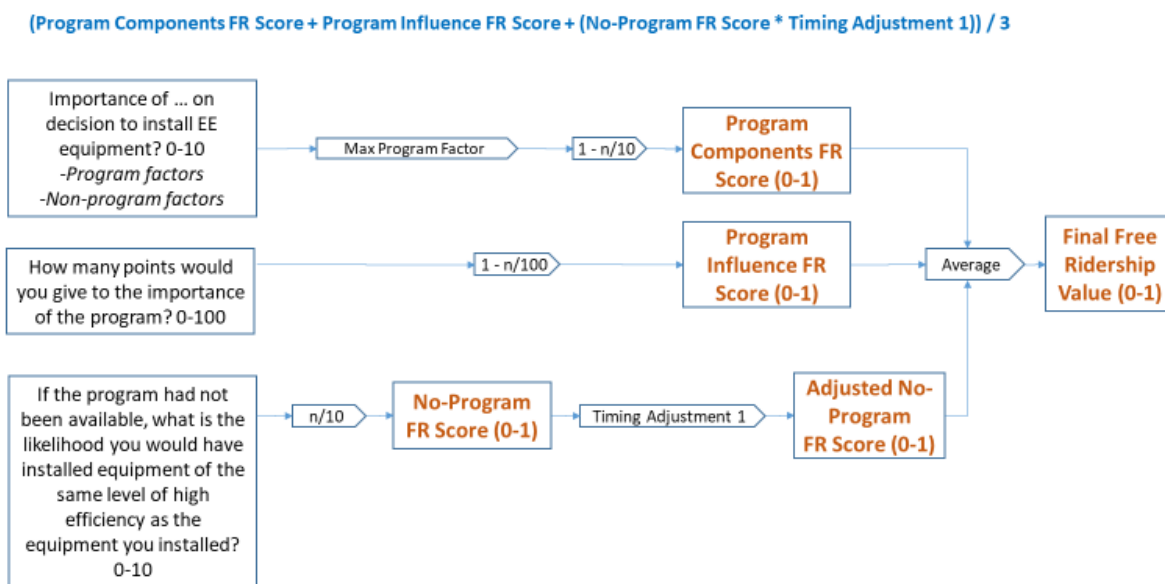 (Program Components FR Score + Program Influence FR Score + (No-Program FR Score * Timing Adjustment 1)) / 3
Importance of ... on
decision to install EE
equipment? 0-10
-Program factors
-Non-program factors
Max Program Factor
1 - n/10
Program
Components FR
Score (0-1)
How many points would
you give to the importance
of the program? 0-100
1 - n/100
Program
Influence FR
Score (0-1)
Average
Final Free
Ridership
Value (0-1)
If the program had not
been available, what is the
likelihood you would have
installed equipment of the
same level of high
efficiency as the
equipment you installed?
0-10
n/10
No-Program
FR Score (0-1)
Timing Adjustment 1
Adjusted No-
Program
FR Score (0-1)